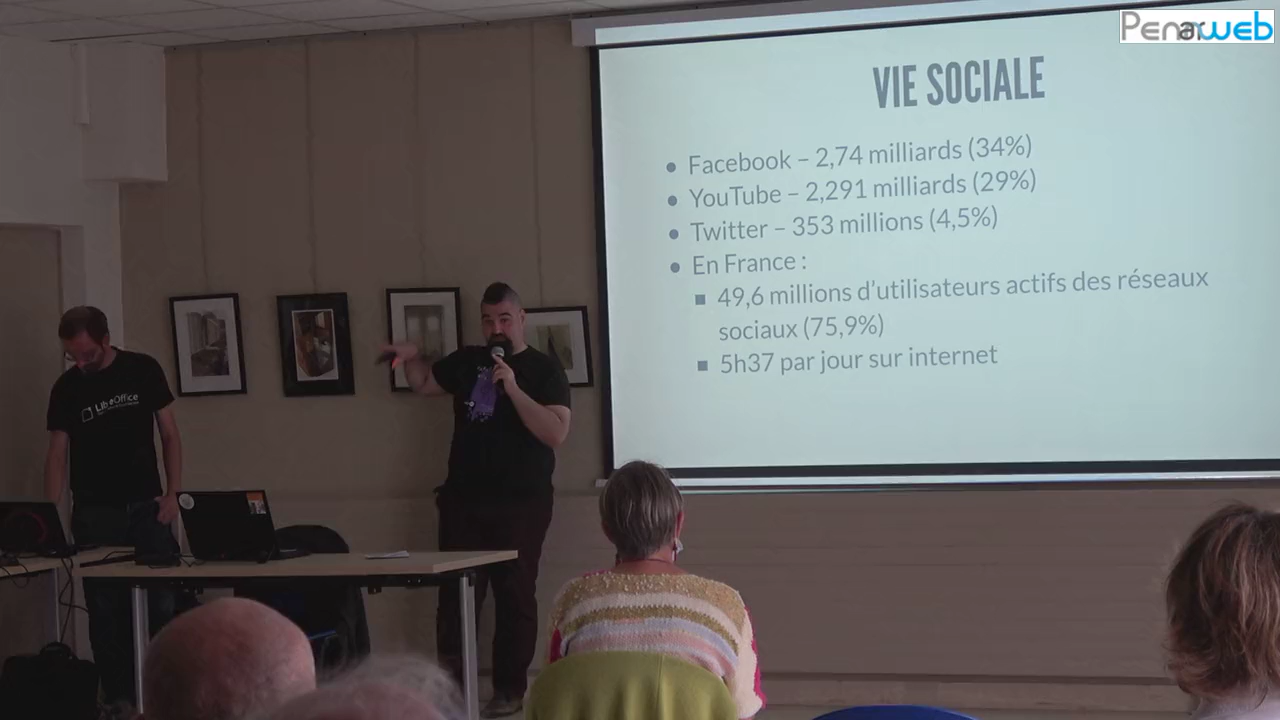 Penarweb
VIE SOCIALE
• Facebook – 2,74 milliards (34%)
• YouTube – 2,291 milliards (29%)
• Twitter – 353 millions (4,5%)
• En France :
▪ 49,6 millions d'utilisateurs actifs des réseaux
sociaux (75,9%)
▪ 5h37 par jour sur internet
LibreOffice